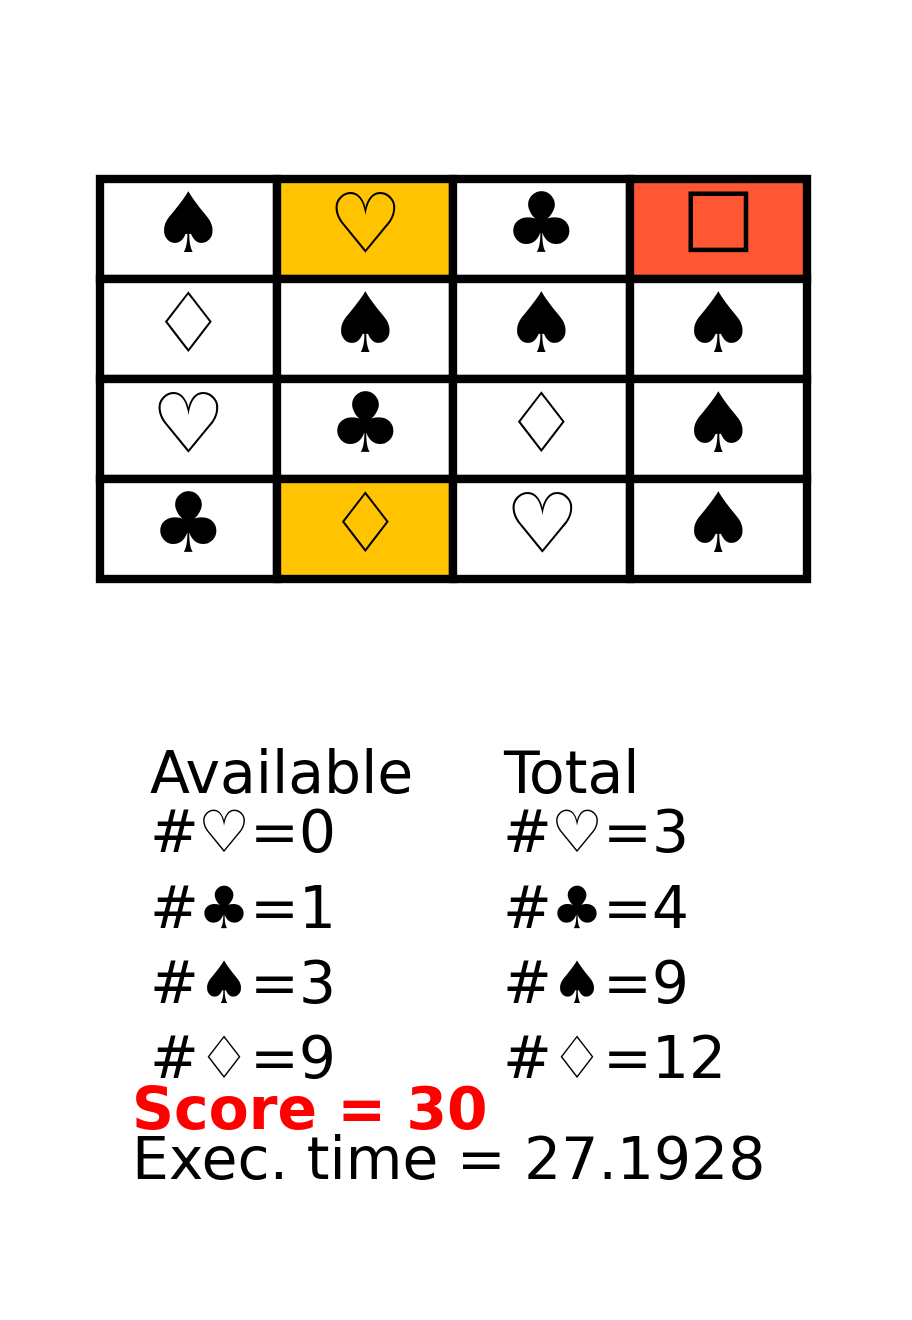 ♠ ♡ ♣ □
♢ ♠ ♠ ♠
♡ ♣ ♢ ♠
♣ ♢ ♡ ♠
Available Total
#♡=0 #♡=3
#♣=1 #♣=4
#♠=3 #♠=9
#♢=9 #♢=12
Score = 30
Exec. time = 27.1928